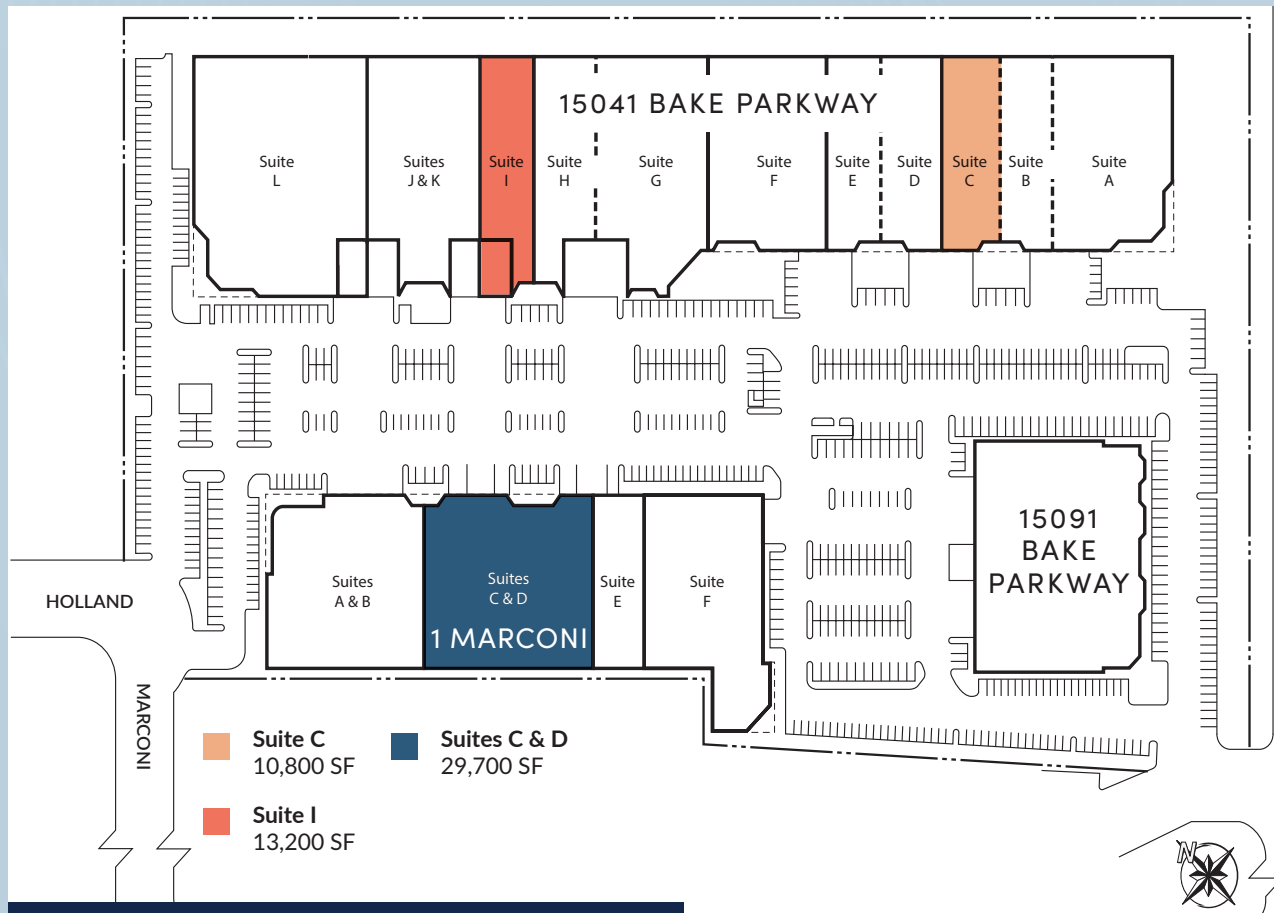 15041 BAKE PARKWAY
Suite
L
Suites
J & K
Suite
I
Suite
H
Suite
G
Suite
F
Suite
E
Suite
D
Suite
C
Suite
B
Suite
A
15091
BAKE
PARKWAY
Suites
A & B
Suites
C & D
Suite
E
Suite
F
1 MARCONI
HOLLAND
MARCONI
Suite C
10,800 SF
Suites C & D
29,700 SF
Suite I
13,200 SF
N